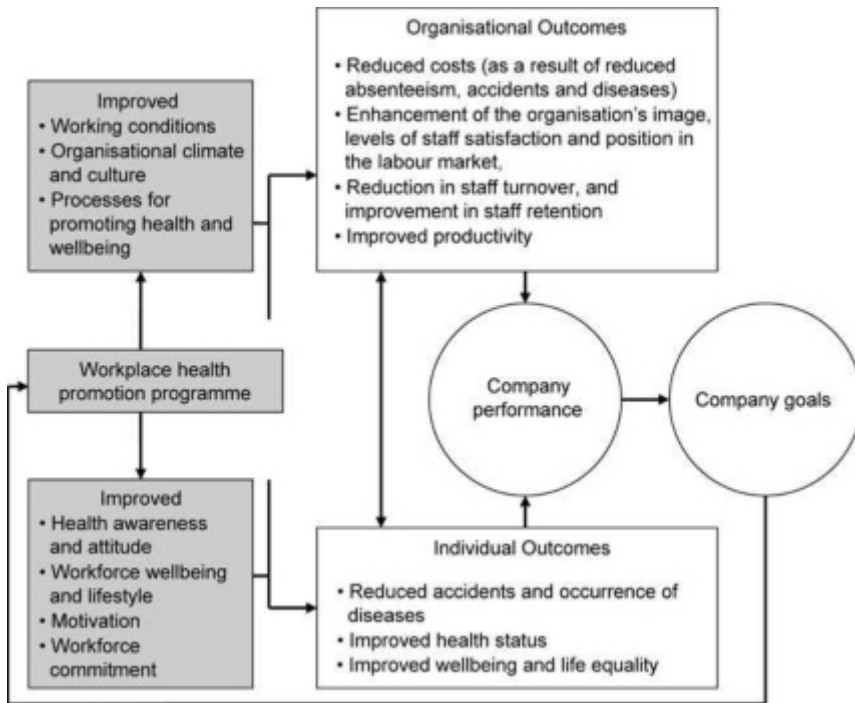 Organisational Outcomes
• Reduced costs (as a result of reduced
absenteeism, accidents and diseases)
• Enhancement of the organisation's image,
levels of staff satisfaction and position in
the labour market,
• Reduction in staff turnover, and
improvement in staff retention
• Improved productivity
Improved
• Working conditions
• Organisational climate
and culture
• Processes for
promoting health and
wellbeing
Workplace health
promotion programme
Company
performance
Company goals
Improved
• Health awareness
and attitude
• Workforce wellbeing
and lifestyle
• Motivation
• Workforce
commitment
Individual Outcomes
• Reduced accidents and occurrence of
diseases
• Improved health status
• Improved wellbeing and life equality